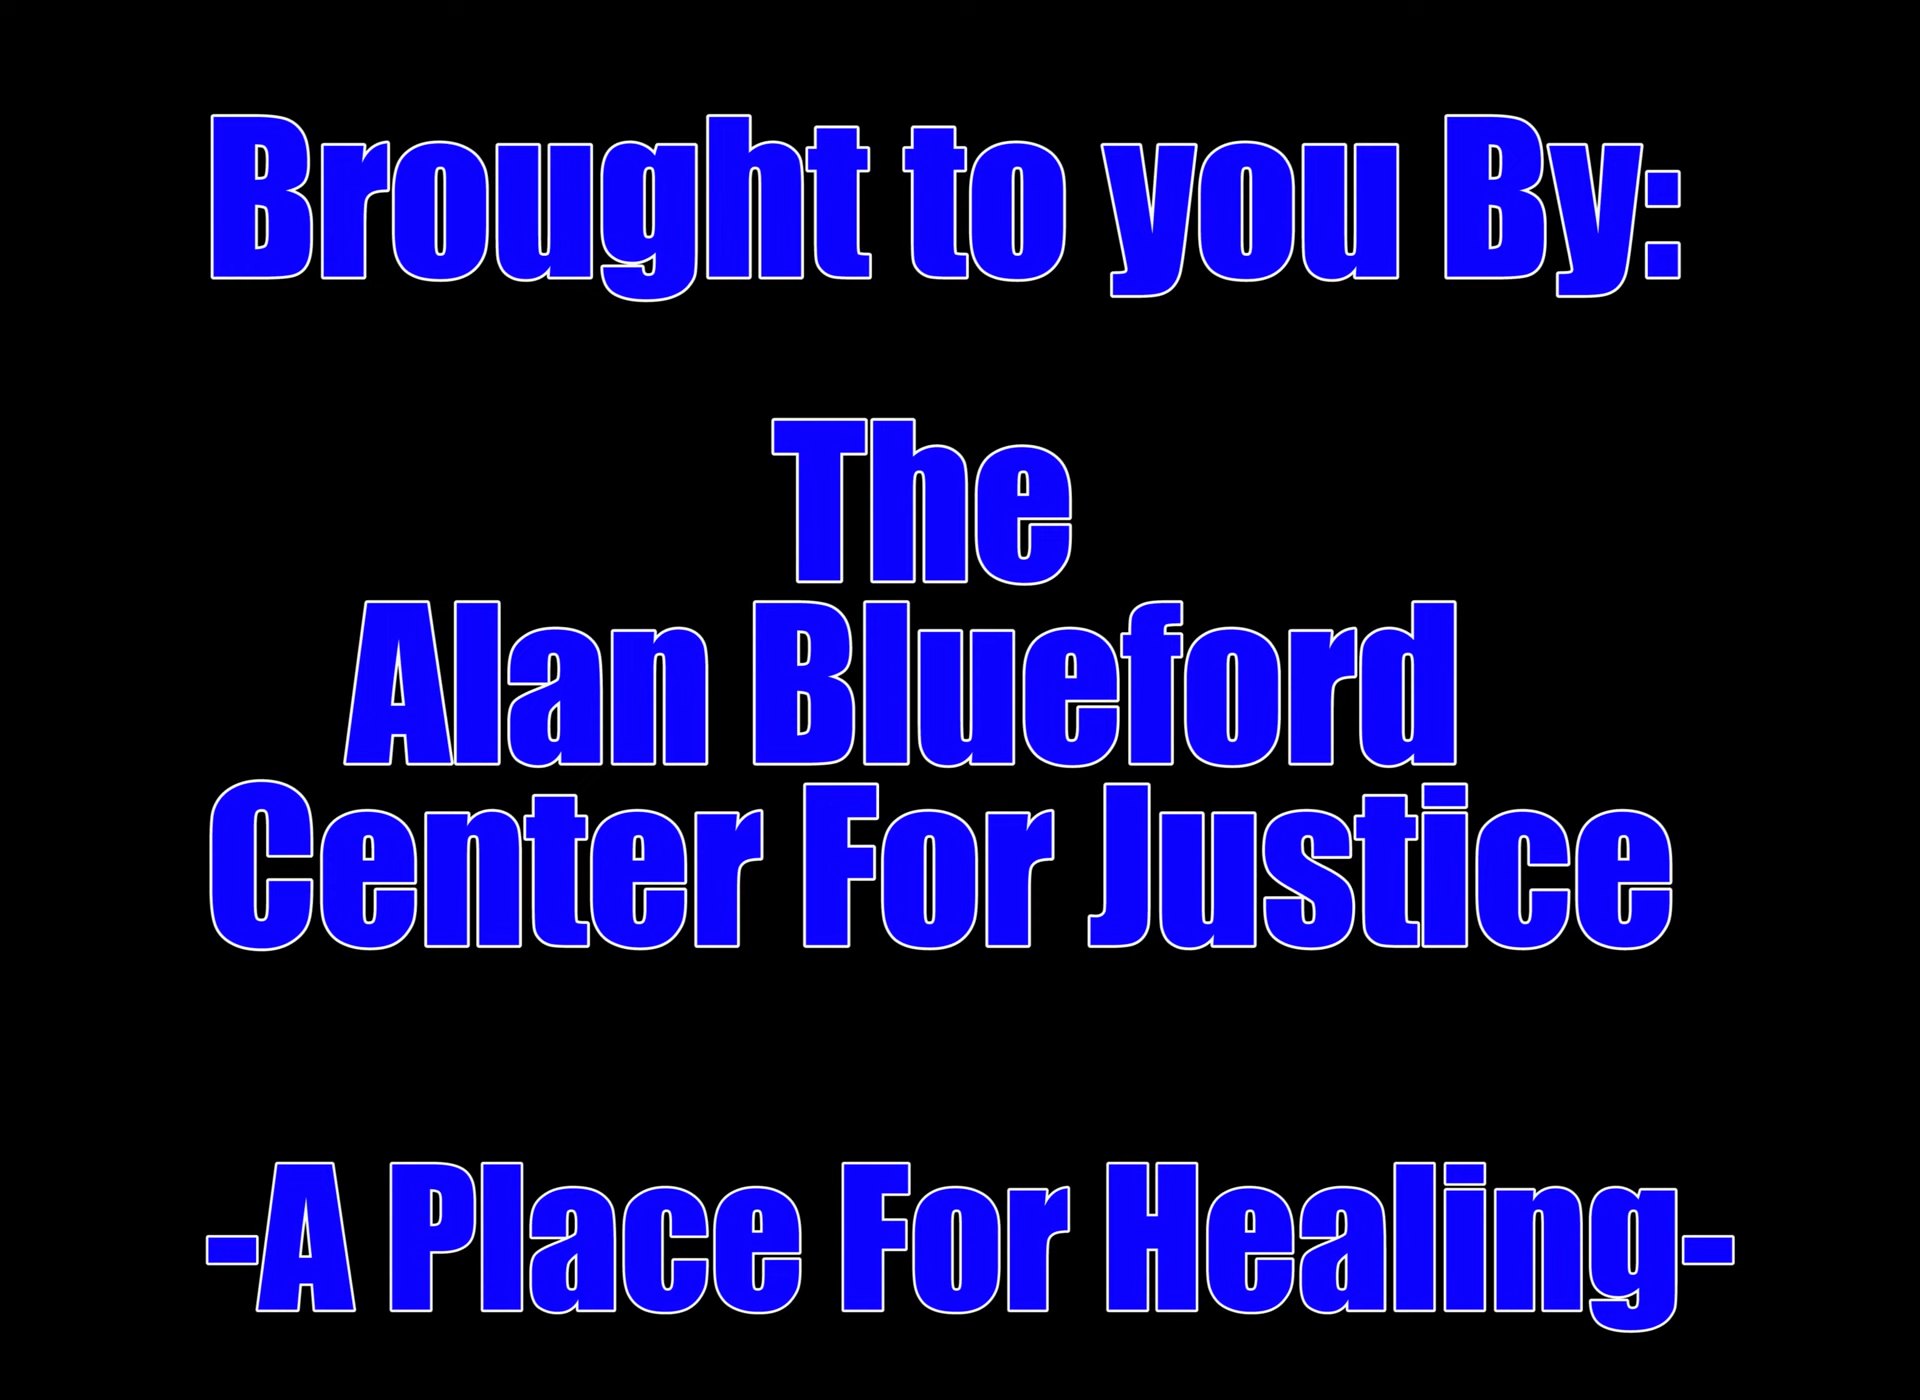 Brought to you By:
The
Alan Blueford
Center For Justice
-A Place For Healing-